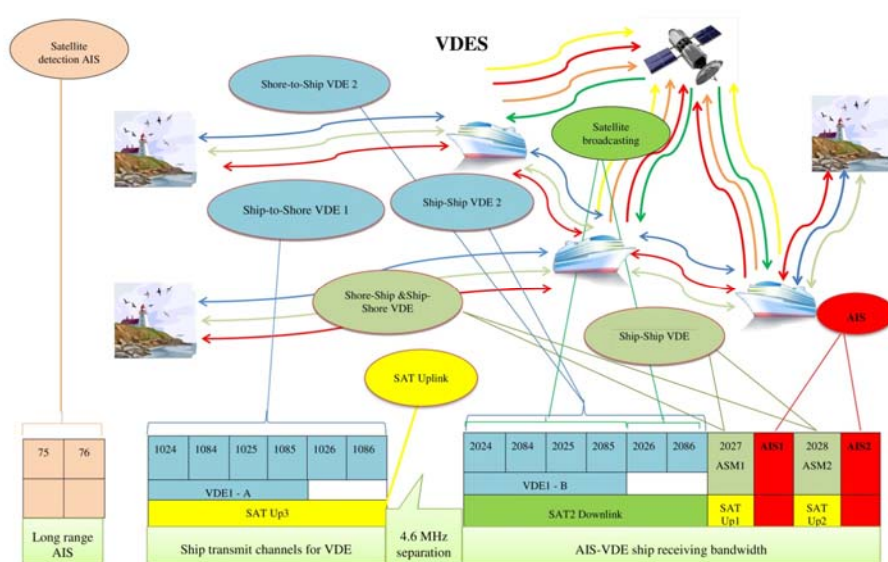 VDES
Satellite
detection AIS
Shore-to-Ship VDE 2
Satellite
broadcasting
Ship-to-Shore VDE 1
Ship-Ship VDE 2
Shore-Ship &Ship-
Shore VDE
Ship-Ship VDE
AIS
SAT Uplink
75 76
1024 1084 1025 1085 1026 1086
2024 2084 2025 2085 2026 2086
2027
ASM1
AIS1
2028
ASM2
AIS2
VDE1 - A
VDE1 - B
SAT Up3
SAT2 Downlink
SAT
Up1
SAT
Up2
Long range
AIS
Ship transmit channels for VDE
4.6 MHz
separation
AIS-VDE ship receiving bandwidth